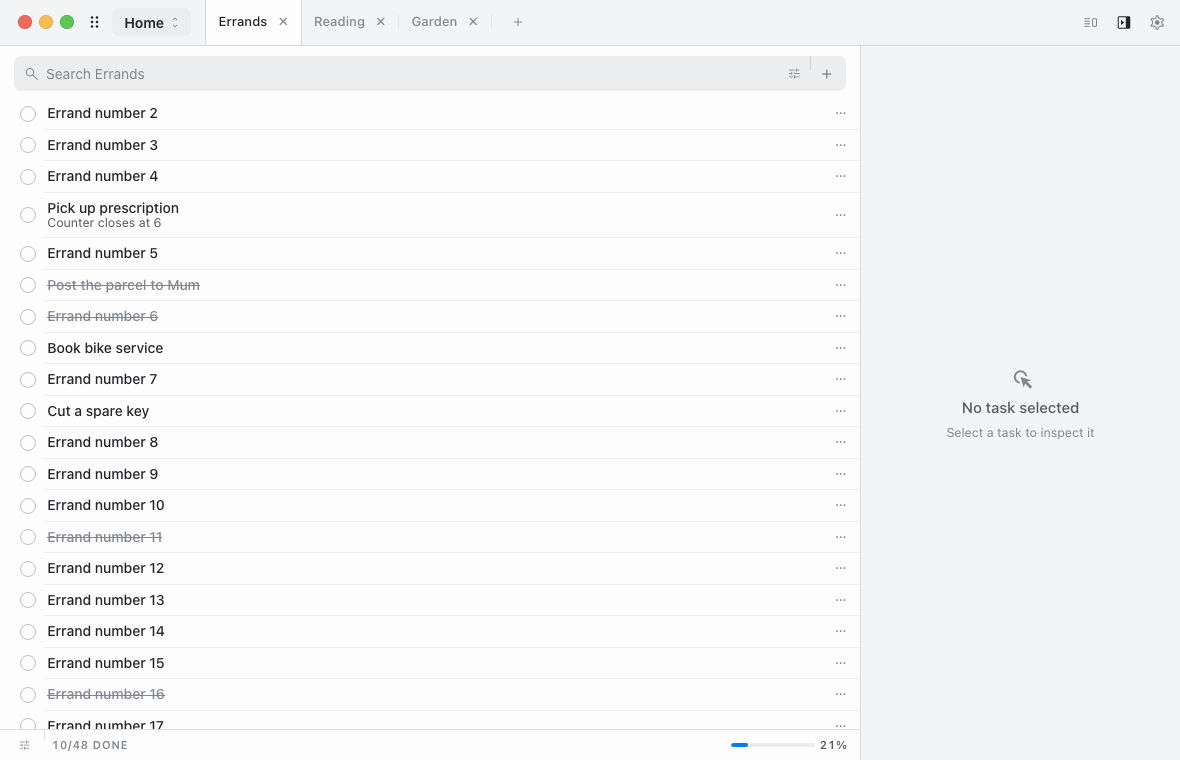 Home
Errands
Reading
Garden
Search Errands
Errand number 2
Errand number 3
Errand number 4
Pick up prescription
Counter closes at 6
Errand number 5
Post the parcel to Mum
Errand number 6
Book bike service
Errand number 7
Cut a spare key
Errand number 8
Errand number 9
Errand number 10
Errand number 11
Errand number 12
Errand number 13
Errand number 14
Errand number 15
Errand number 16
Errand number 17
10/48 DONE
21%
No task selected
Select a task to inspect it